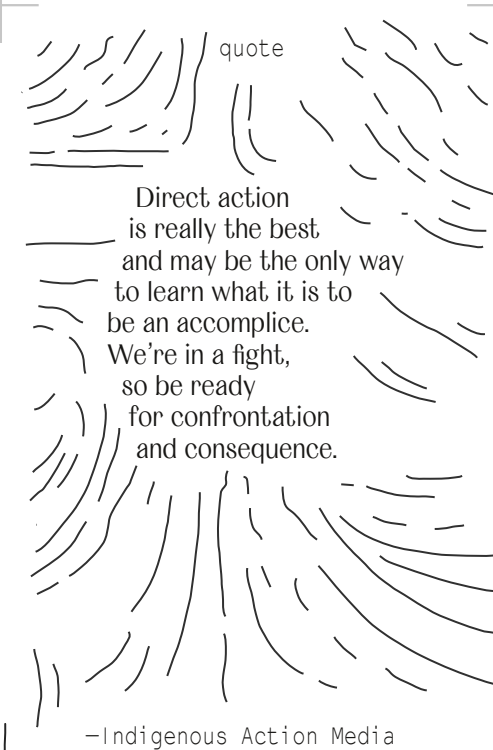 quote
Direct action
is really the best
and may be the only way
to learn what it is to
be an accomplice.
We're in a fight,
so be ready
for confrontation
and consequence.
—Indigenous Action Media